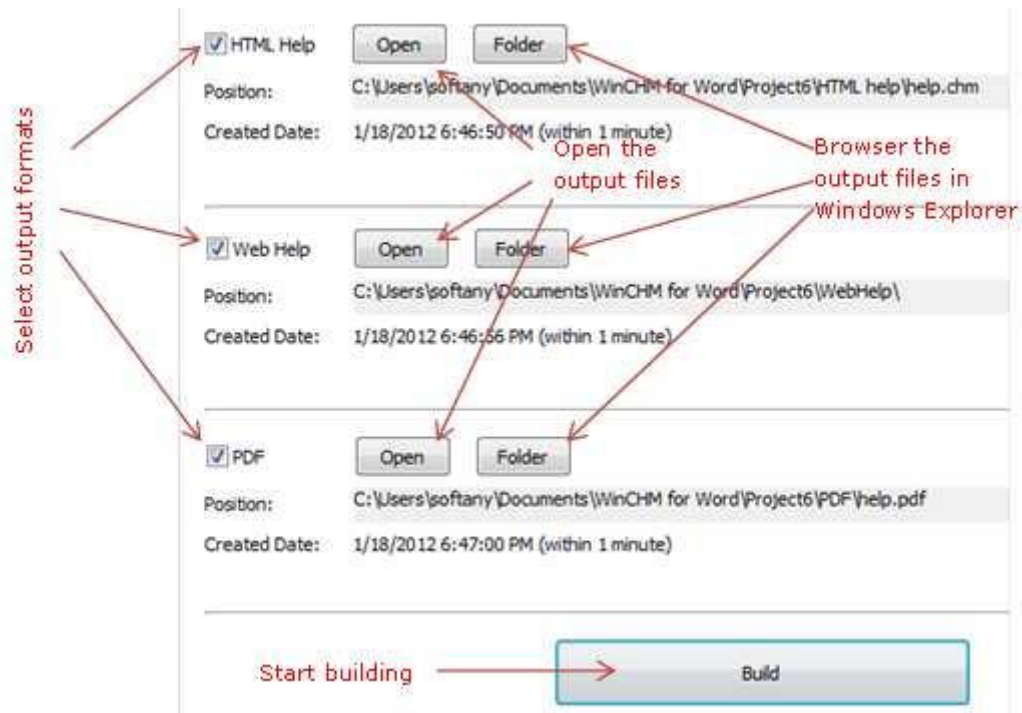 Select output formats
HTML Help
Open
Folder
Position:
C:\Users\softany\Documents\WinCHM for Word\Project6\HTML help\help.chm
Created Date:
1/18/2012 6:46:50 PM (within 1 minute)
Open the
output files
Browser the
output files in
Windows Explorer
Web Help
Open
Folder
Position:
C:\Users\softany\Documents\WinCHM for Word\Project6\WebHelp\
Created Date:
1/18/2012 6:46:56 PM (within 1 minute)
PDF
Open
Folder
Position:
C:\Users\softany\Documents\WinCHM for Word\Project6\PDF\help.pdf
Created Date:
1/18/2012 6:47:00 PM (within 1 minute)
Start building
Build